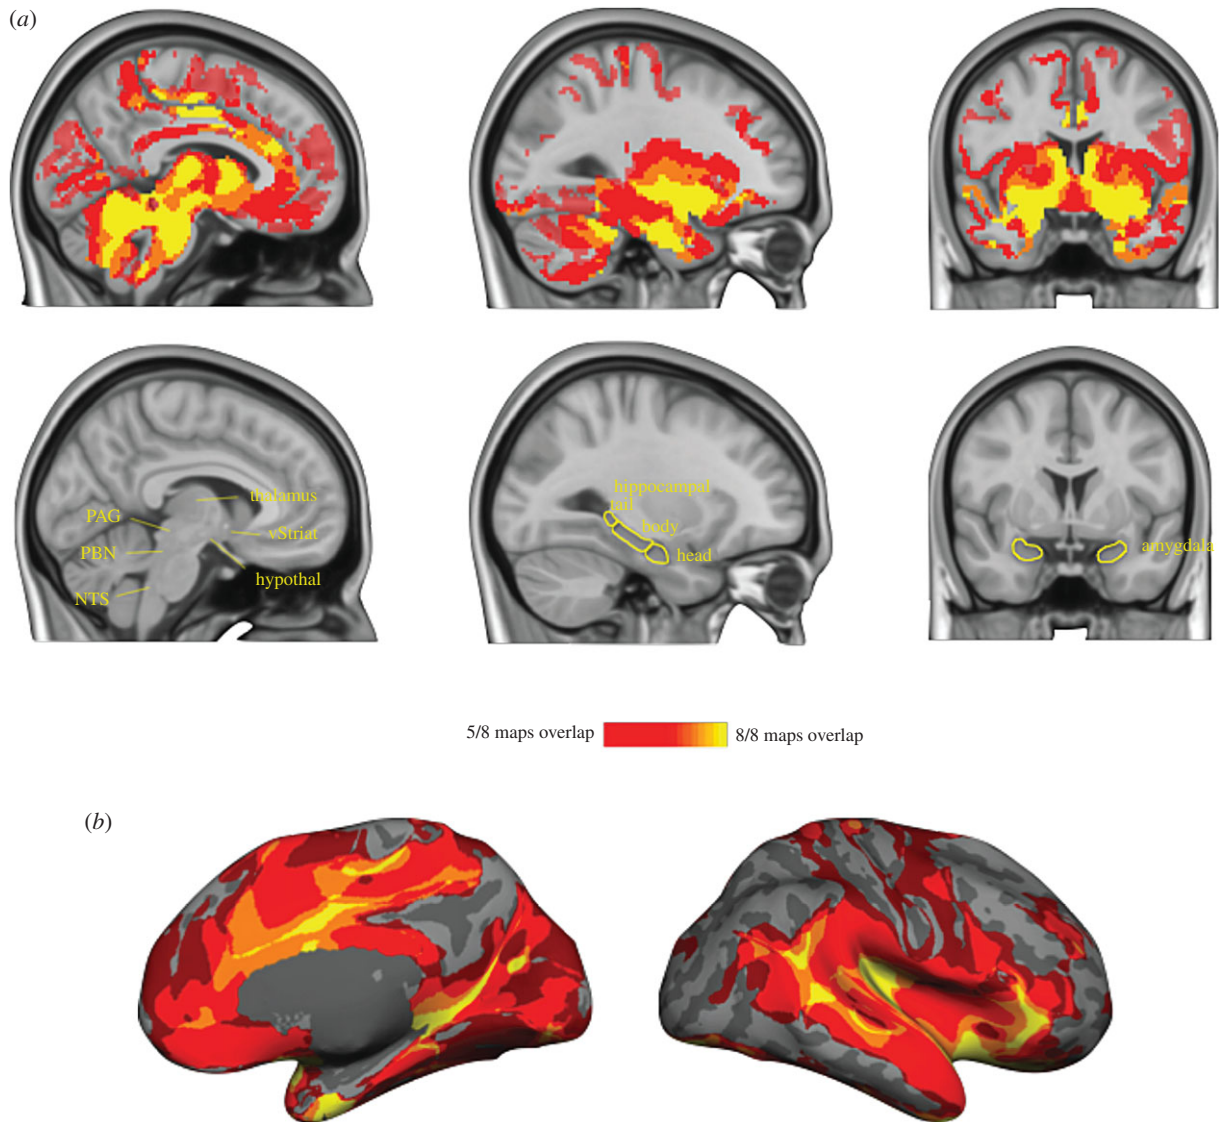 (a)
thalamus
PAG
vStriat
PBN
hypothal
NTS
hippocampal
tail
body
head
amygdala
5/8 maps overlap
8/8 maps overlap
(b)